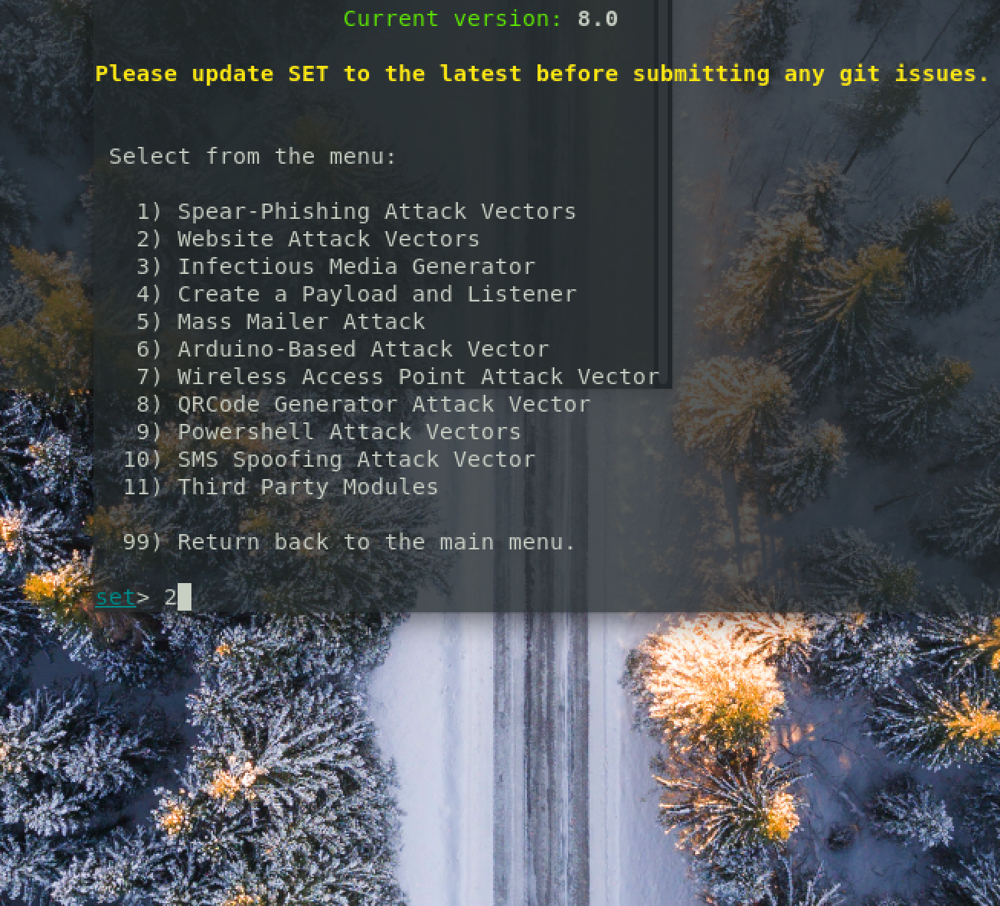 Current version: 8.0
Please update SET to the latest before submitting any git issues.
Select from the menu:
1) Spear-Phishing Attack Vectors
2) Website Attack Vectors
3) Infectious Media Generator
4) Create a Payload and Listener
5) Mass Mailer Attack
6) Arduino-Based Attack Vector
7) Wireless Access Point Attack Vector
8) QRCode Generator Attack Vector
9) Powershell Attack Vectors
10) SMS Spoofing Attack Vector
11) Third Party Modules
99) Return back to the main menu.
set> 2